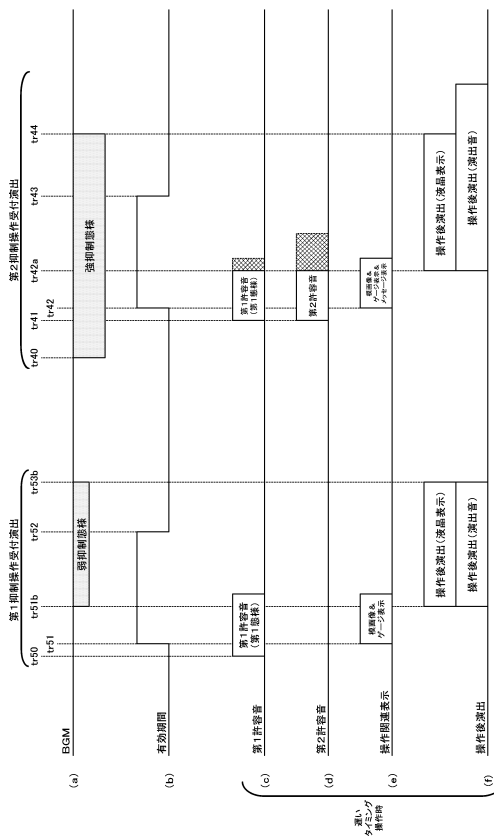 第1抑制操作受付演出
第2抑制操作受付演出
tr50
tr51
tr51b
tr52
tr53b
tr40
tr41
tr42
tr42a
tr43
tr44
(a)
BGM
弱抑制態様
強抑制態様
(b)
有効期間
遅い
タイミング
操作時
(c)
第1許容音
第1許容音
(第1態様)
第1許容音
(第1態様)
(d)
第2許容音
第2許容音
(e)
操作関連表示
模画像&
ゲージ表示
模画像&
ゲージ表示&
メッセージ表示
(f)
操作後演出
操作後演出(液晶表示)
操作後演出(演出音)
操作後演出(液晶表示)
操作後演出(演出音)